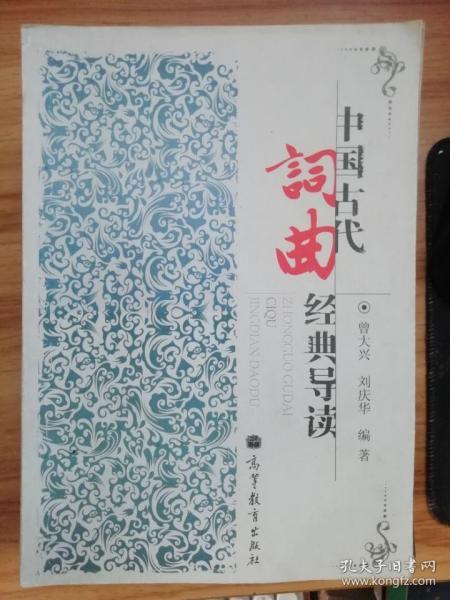 中国古代
詞曲
经典导读
ZHONGGUO GUDAI
CIQU
JINGDIAN DAODU
曾大兴 刘庆华 编著
高等教育出版社
孔夫子旧书网
www.kongfz.com